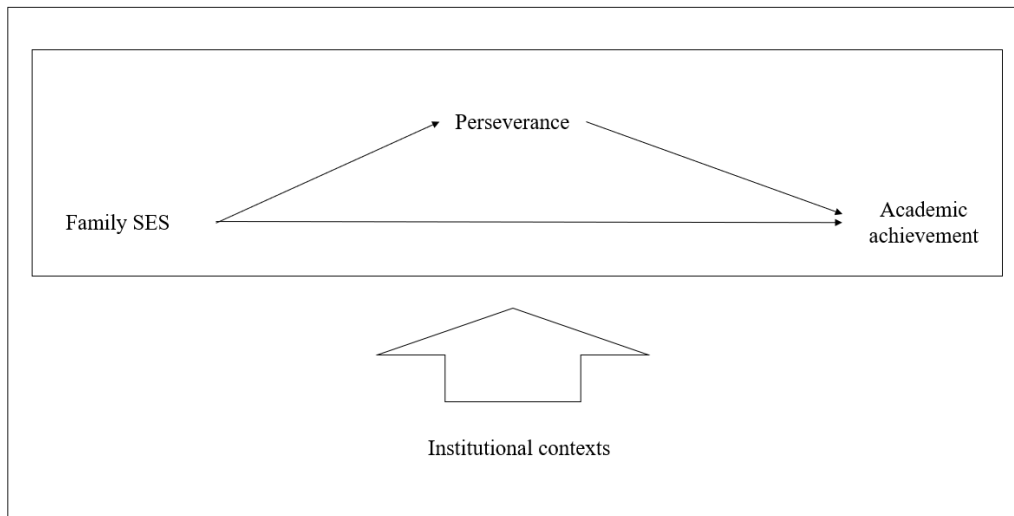 Perseverance
Family SES
Academic
achievement
Institutional contexts